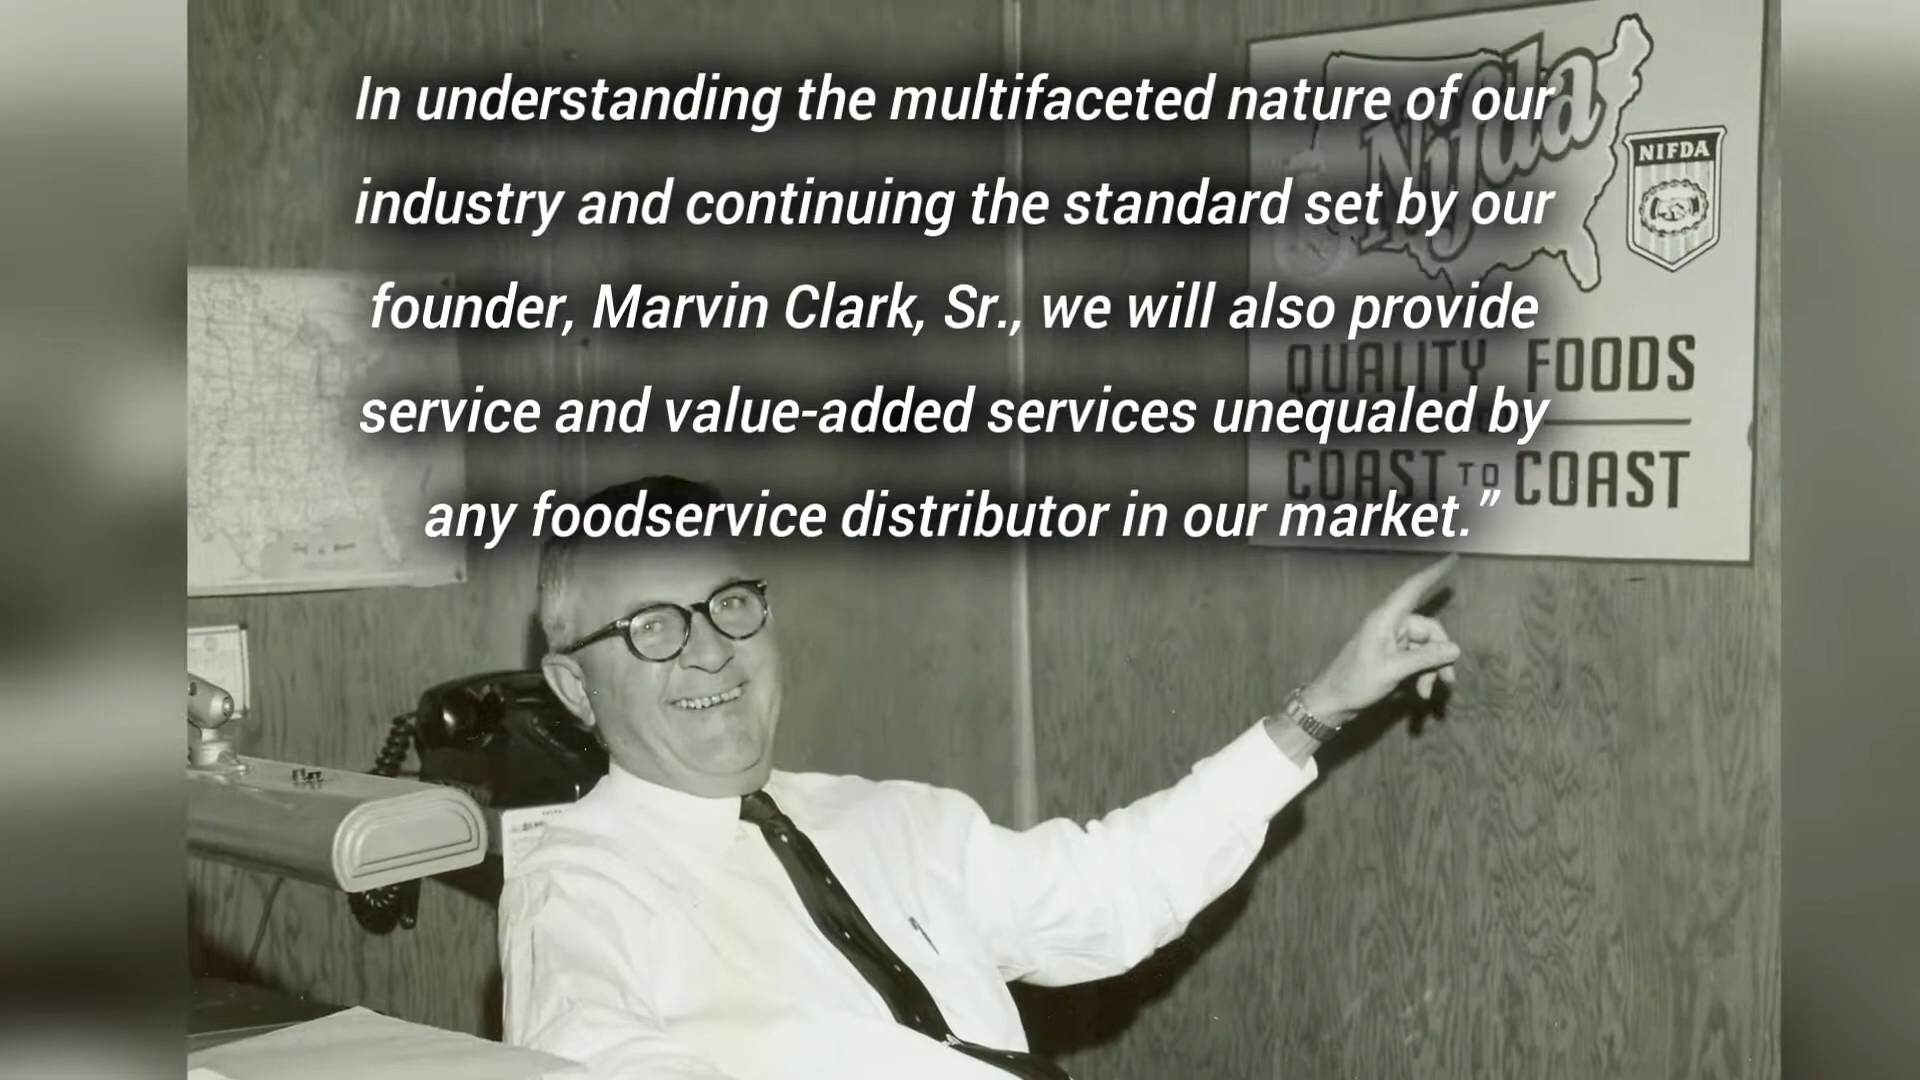 In understanding the multifaceted nature of our
industry and continuing the standard set by our
founder, Marvin Clark, Sr., we will also provide
service and value-added services unequaled by
any foodservice distributor in our market.”
Nifda
NIFDA
QUALITY FOODS
COAST TO COAST